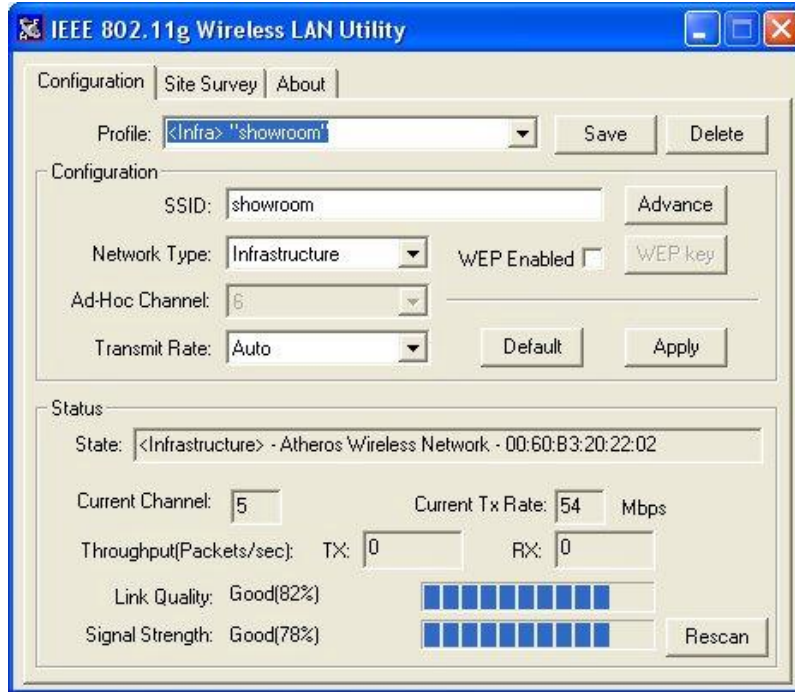 IEEE 802.11g Wireless LAN Utility
Configuration Site Survey About
Profile: <Infra> "showroom" Save Delete
Configuration
SSID: showroom Advance
Network Type: Infrastructure WEP Enabled WEP key
Ad-Hoc Channel: 6
Transmit Rate: Auto Default Apply
Status
State: <Infrastructure> - Atheros Wireless Network - 00:60:B3:20:22:02
Current Channel: 5 Current Tx Rate: 54 Mbps
Throughput(Packets/sec): TX: 0 RX: 0
Link Quality: Good(82%)
Signal Strength: Good(78%) Rescan